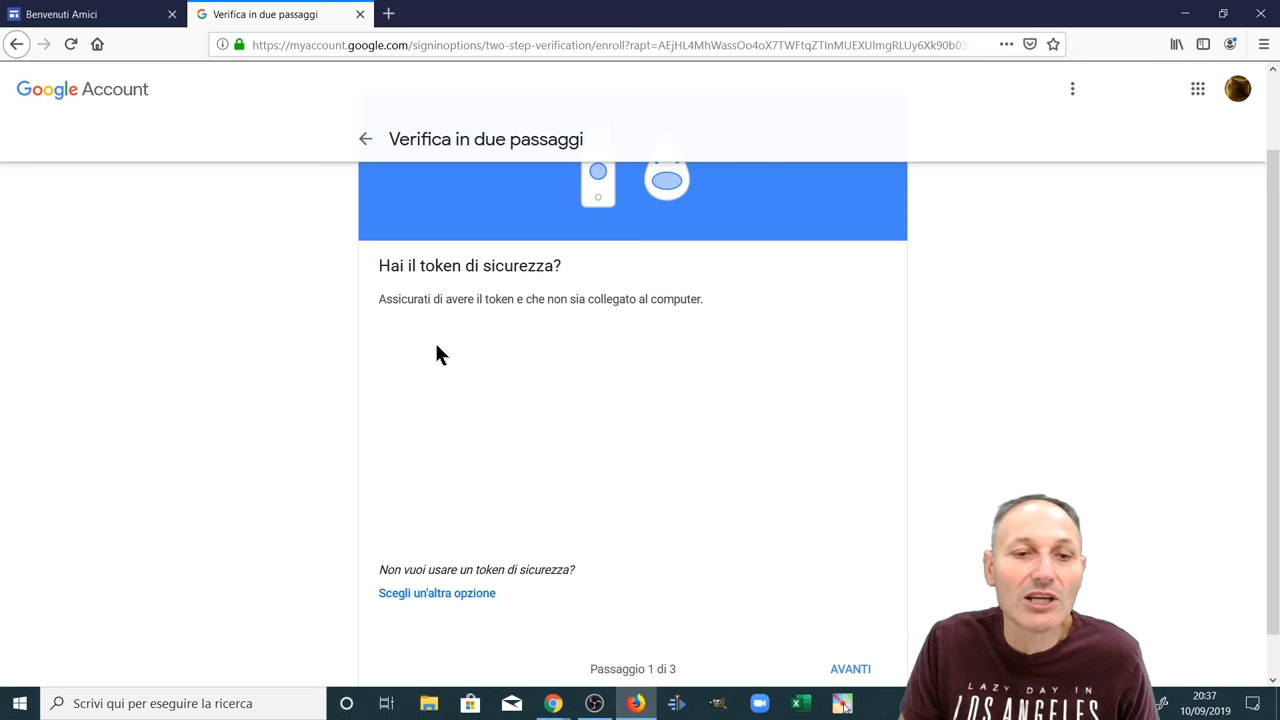 Benvenuti Amici
Verifica in due passaggi
https://myaccount.google.com/signinoptions/two-step-verification/enroll?rapt=AEjHL4MhWassOo4oX7TWFtqZTInMUEXUlmgRLUy6Xk90b03
Google Account
Verifica in due passaggi
Hai il token di sicurezza?
Assicurati di avere il token e che non sia collegato al computer.
Non vuoi usare un token di sicurezza?
Scegli un'altra opzione
Passaggio 1 di 3
AVANTI
LAZY DAY IN
LOS ANGELES
Scrivi qui per eseguire la ricerca
20:37
10/09/2019